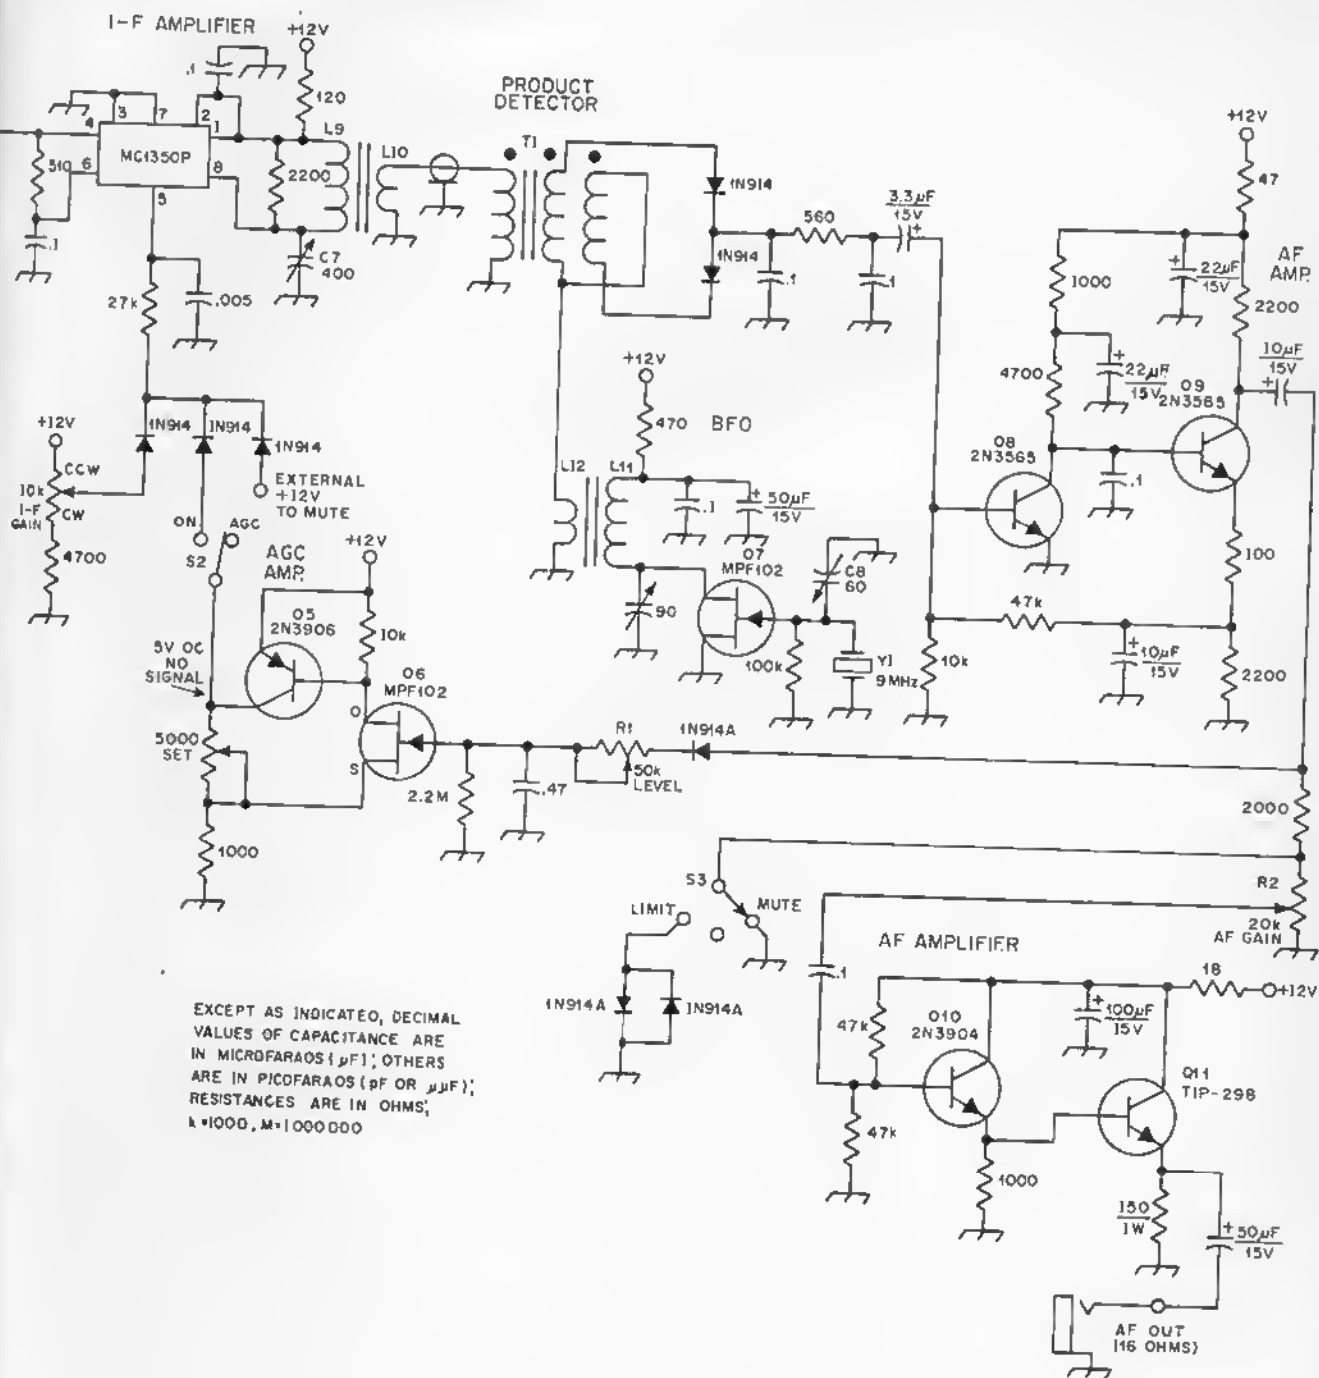 I-F AMPLIFIER
+12V
.1
120
3
7
2
4
1
MC1350P
6
8
5
510
.1
2200
L9
L10
C7
400
27k
.005
PRODUCT
DETECTOR
T1
1N914
1N914
560
3.3µF
15V
+
.1
.1
+12V
47
AF
AMP.
1000
+
22µF
15V
2200
10µF
15V
+
4700
+
22µF
15V
Q9
2N3565
Q8
2N3565
.1
100
47k
+
10µF
15V
10k
2200
+12V
470
BFO
L12
L11
.1
+
50µF
15V
Q7
MPF102
C8
60
90
100k
Y1
9MHz
1N914
1N914
1N914
+12V
CCW
10k
I-F
GAIN
CW
4700
EXTERNAL
+12V
TO MUTE
ON
AGC
S2
AGC
AMP.
+12V
Q5
2N3906
10k
5V DC
NO
SIGNAL
Q6
MPF102
D
S
5000
SET
1000
2.2M
.47
R1
50k
LEVEL
1N914A
2000
R2
20k
AF GAIN
S3
LIMIT
MUTE
1N914A
1N914A
AF AMPLIFIER
.1
18
+12V
47k
Q10
2N3904
+
100µF
15V
Q11
TIP-29B
47k
1000
150
1W
+
50µF
15V
AF OUT
(16 OHMS)
EXCEPT AS INDICATED, DECIMAL
VALUES OF CAPACITANCE ARE
IN MICROFARADS (µF); OTHERS
ARE IN PICOFARADS (pF OR µµF);
RESISTANCES ARE IN OHMS;
k=1000, M=1000000